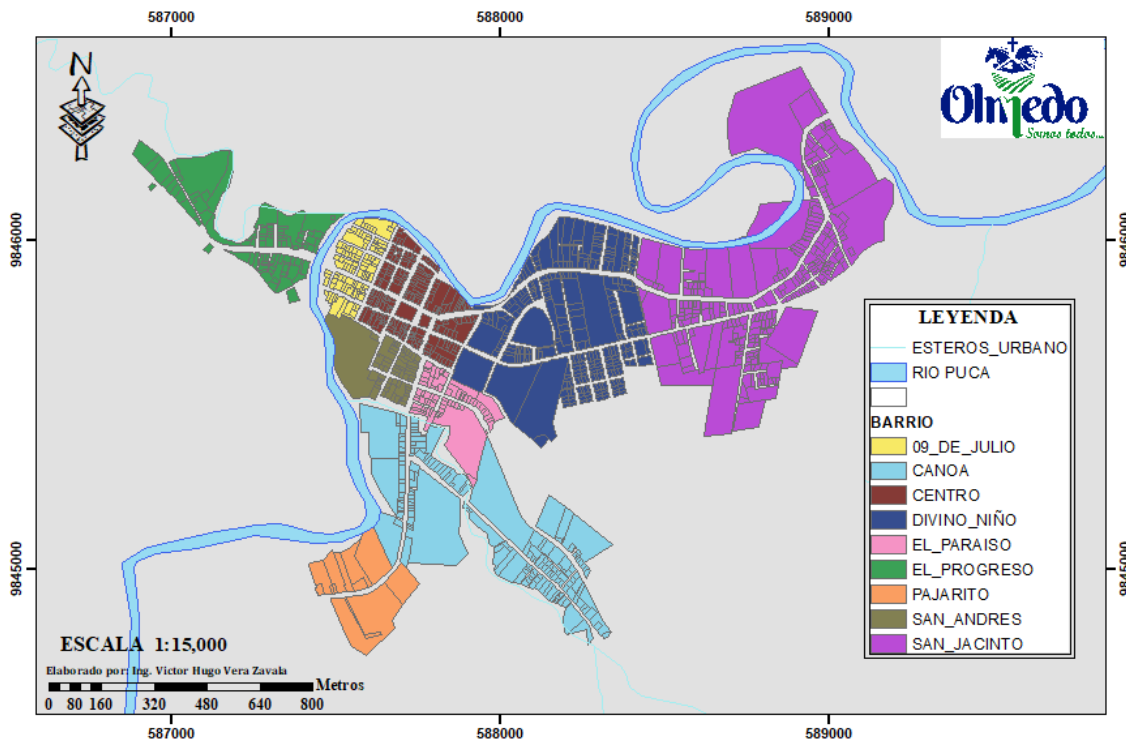 587000 588000 589000
N
Olmedo
Somos todos...
9846000 9846000
LEYENDA
ESTEROS_URBANO
RIO PUCA
BARRIO
09_DE_JULIO
CANOA
CENTRO
DIVINO_NIÑO
EL_PARAISO
EL_PROGRESO
PAJARITO
SAN_ANDRES
SAN_JACINTO
9845000 9845000
ESCALA 1:15,000
Elaborado por: Ing. Victor Hugo Vera Zavala
Metros
0 80 160 320 480 640 800
587000 588000 589000